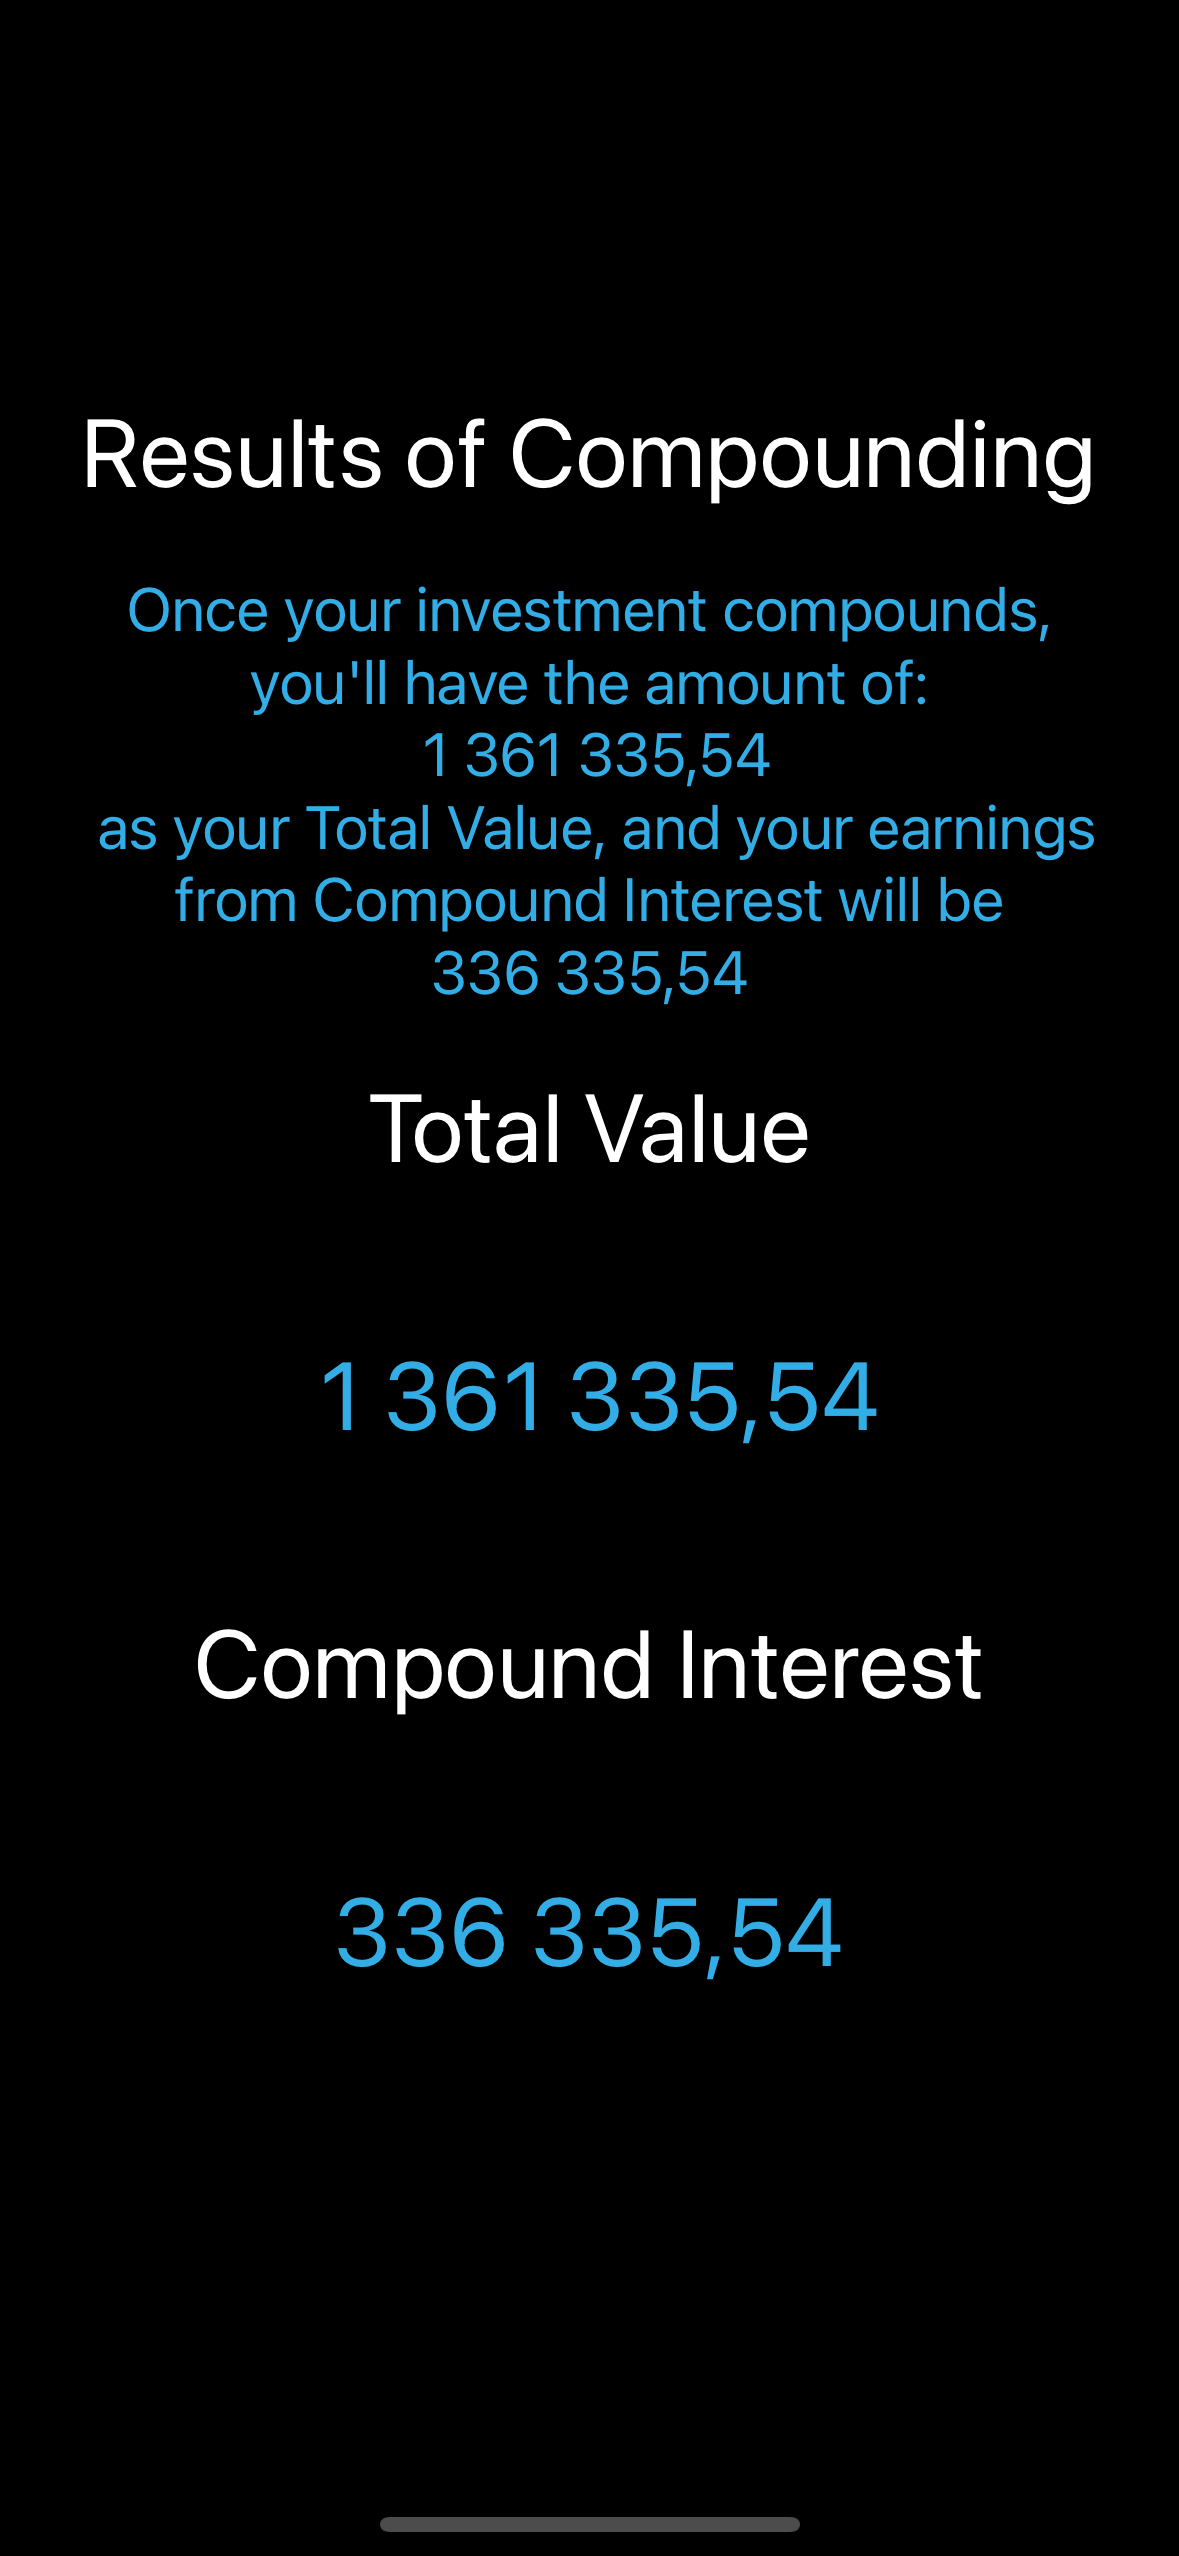 Results of Compounding
Once your investment compounds,
you'll have the amount of:
1 361 335,54
as your Total Value, and your earnings
from Compound Interest will be
336 335,54
Total Value
1 361 335,54
Compound Interest
336 335,54